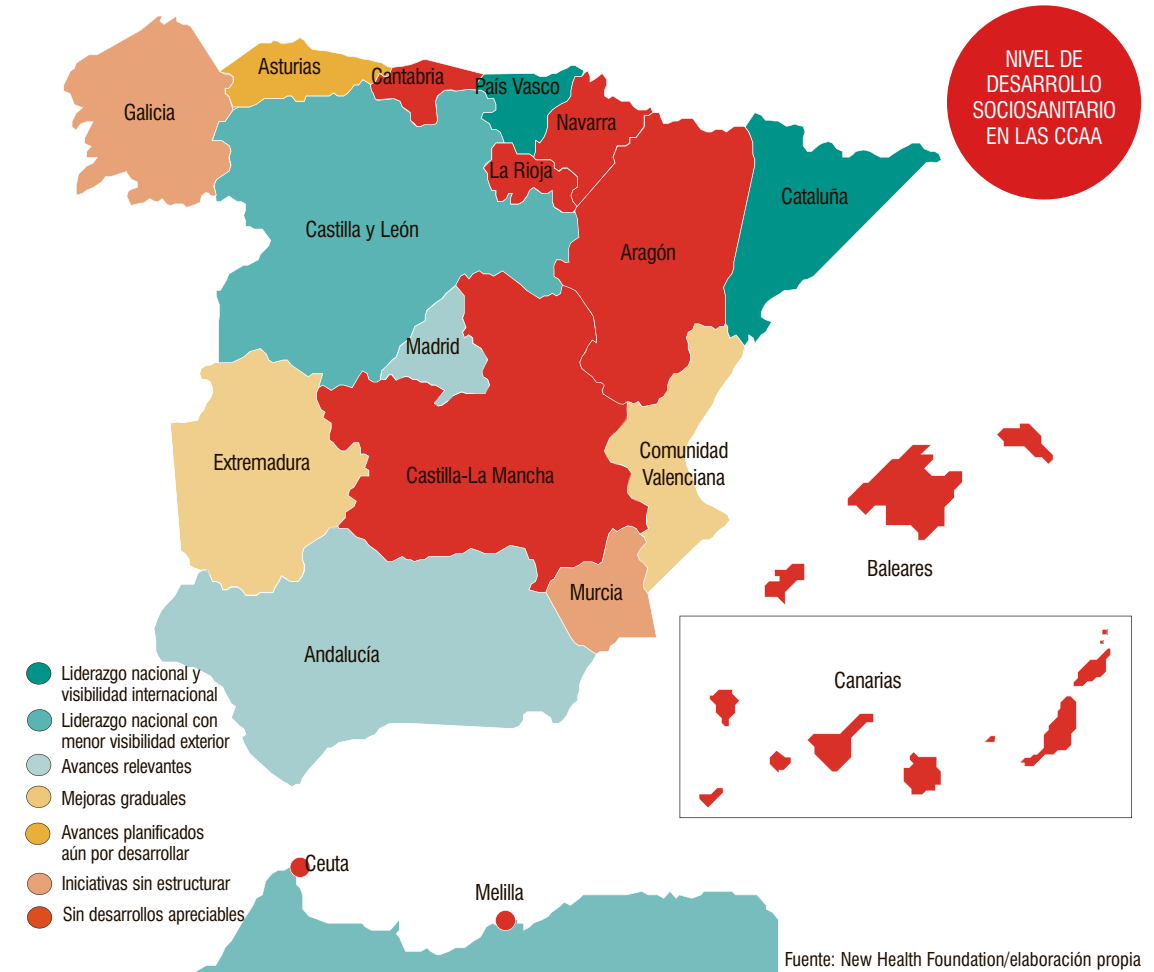 NIVEL DE
DESARROLLO
SOCIOSANITARIO
EN LAS CCAA
Galicia
Asturias
Cantabria
País Vasco
Navarra
La Rioja
Cataluña
Castilla y León
Aragón
Madrid
Extremadura
Castilla-La Mancha
Comunidad
Valenciana
Baleares
Murcia
Andalucía
Canarias
Liderazgo nacional y
visibilidad internacional
Liderazgo nacional con
menor visibilidad exterior
Avances relevantes
Mejoras graduales
Avances planificados
aún por desarrollar
Iniciativas sin estructurar
Sin desarrollos apreciables
Ceuta
Melilla
Fuente: New Health Foundation/elaboración propia